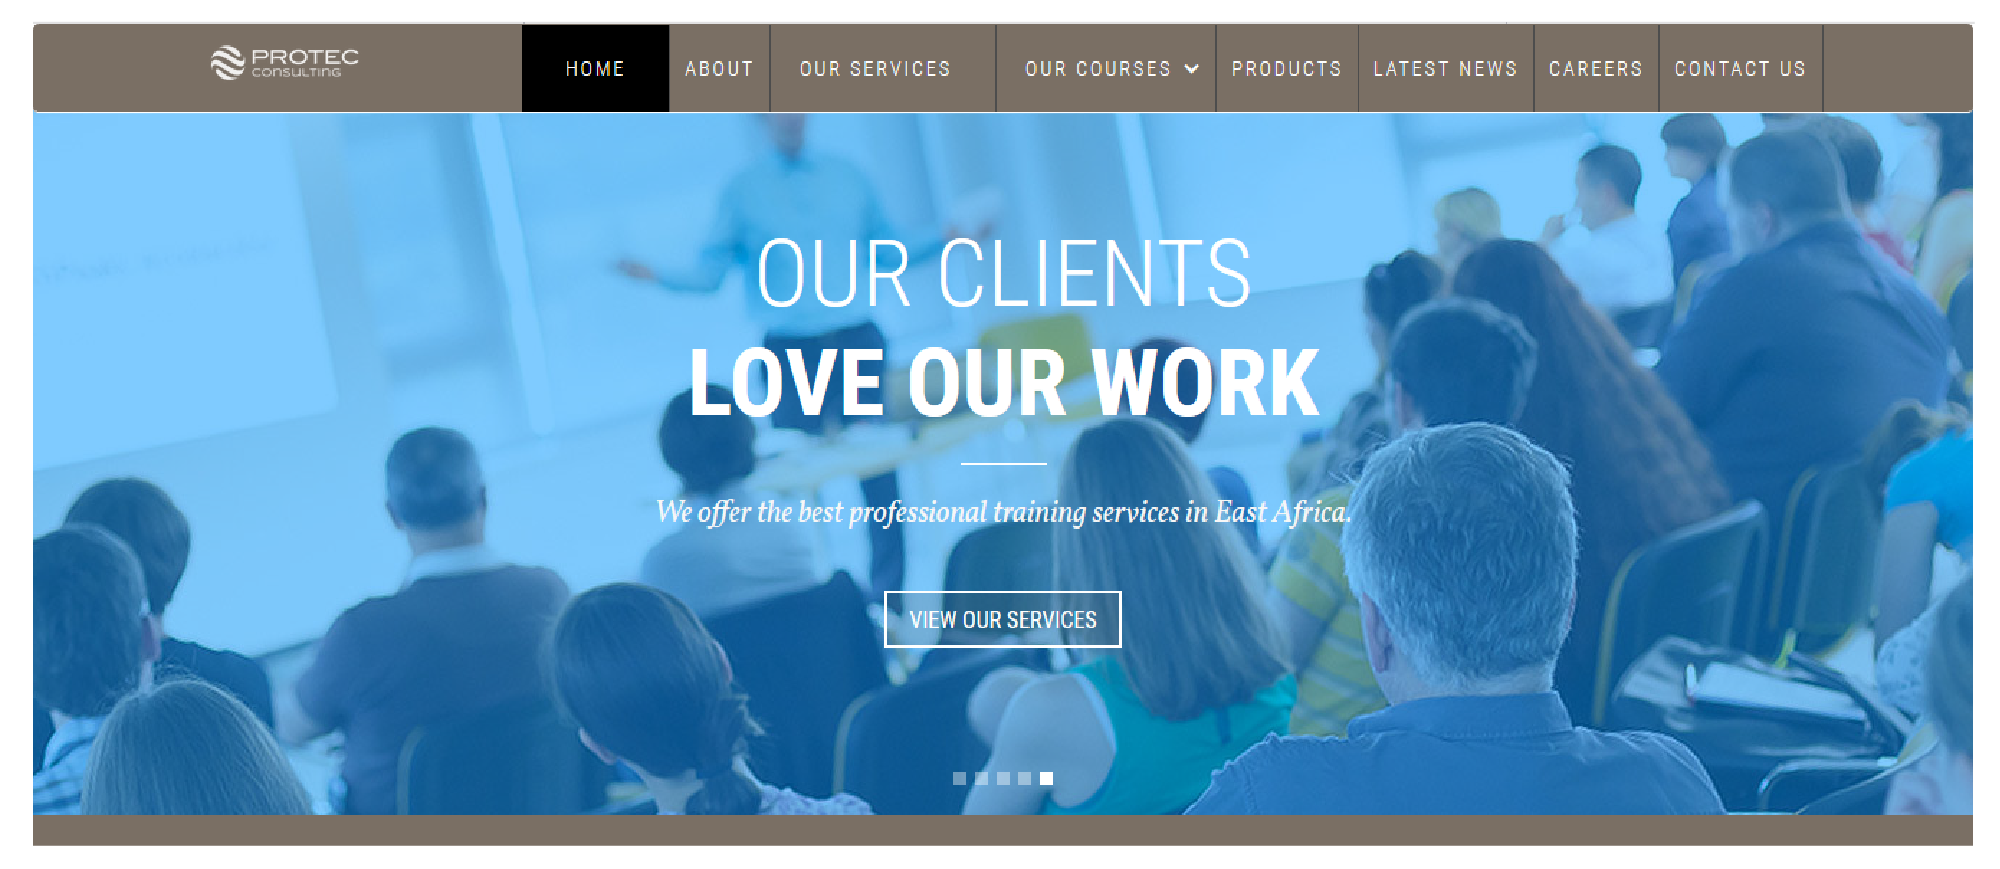 PROTEC
CONSULTING
HOME
ABOUT
OUR SERVICES
OUR COURSES
PRODUCTS
LATEST NEWS
CAREERS
CONTACT US
OUR CLIENTS
LOVE OUR WORK
We offer the best professional training services in East Africa.
VIEW OUR SERVICES